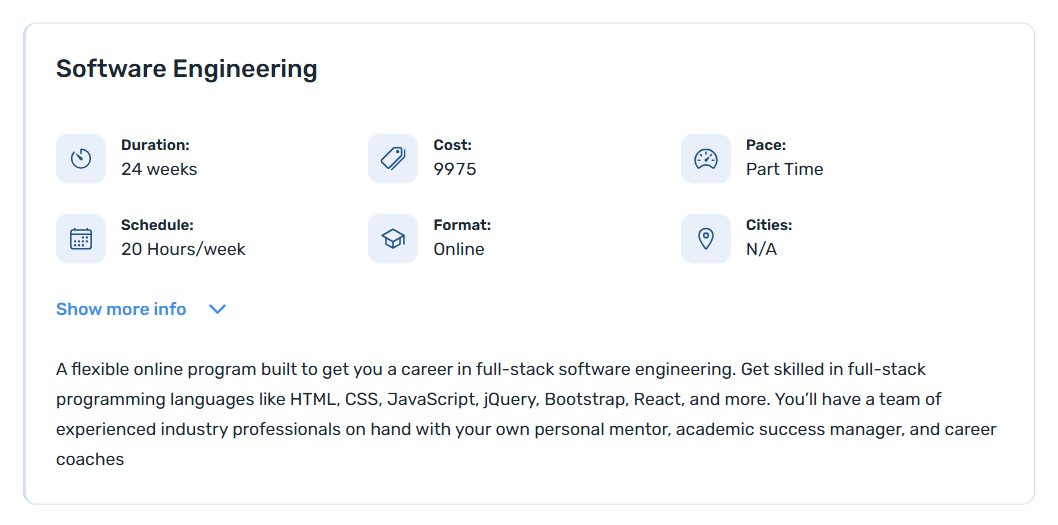 Software Engineering
Duration:
24 weeks
Cost:
9975
Pace:
Part Time
Schedule:
20 Hours/week
Format:
Online
Cities:
N/A
Show more info
A flexible online program built to get you a career in full-stack software engineering. Get skilled in full-stack
programming languages like HTML, CSS, JavaScript, jQuery, Bootstrap, React, and more. You’ll have a team of
experienced industry professionals on hand with your own personal mentor, academic success manager, and career
coaches